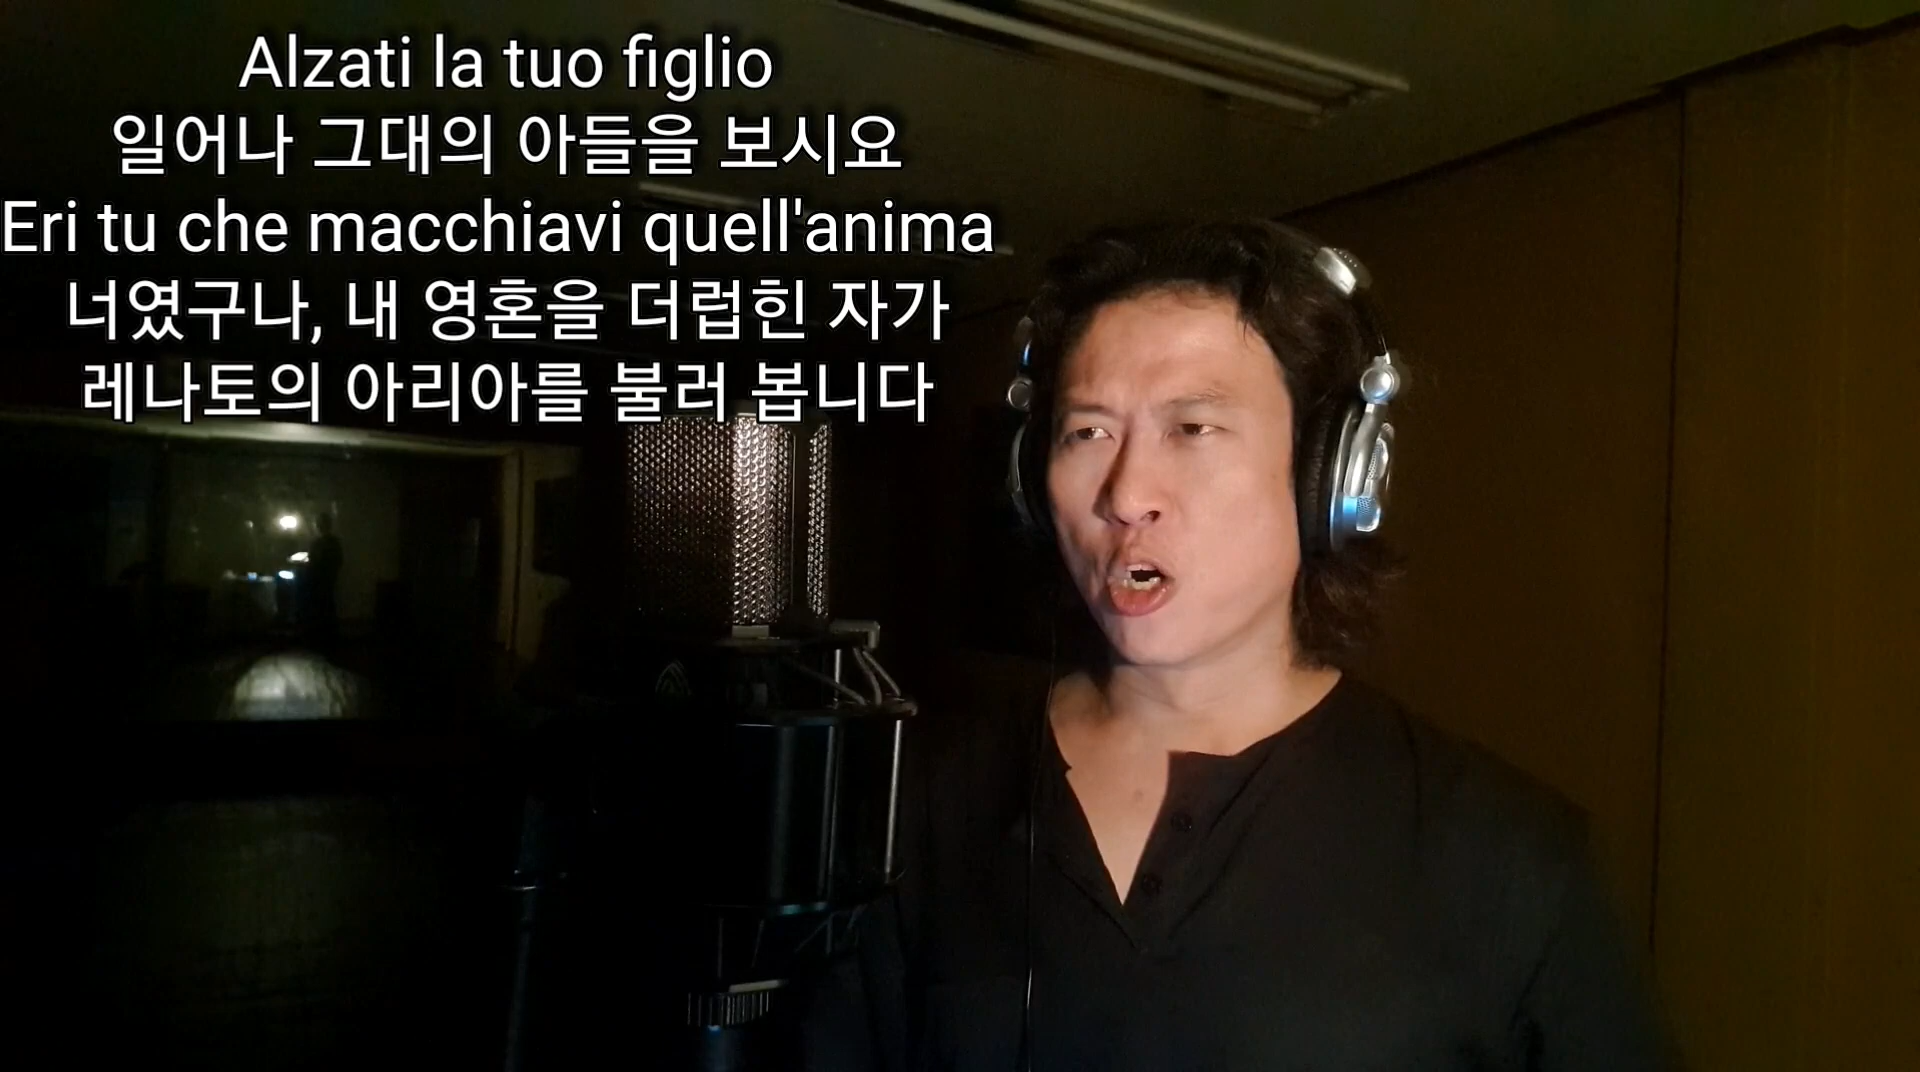 Alzati la tuo figlio
일어나 그대의 아들을 보시요
Eri tu che macchiavi quell'anima
너였구나, 내 영혼을 더럽힌 자가
레나토의 아리아를 불러 봅니다